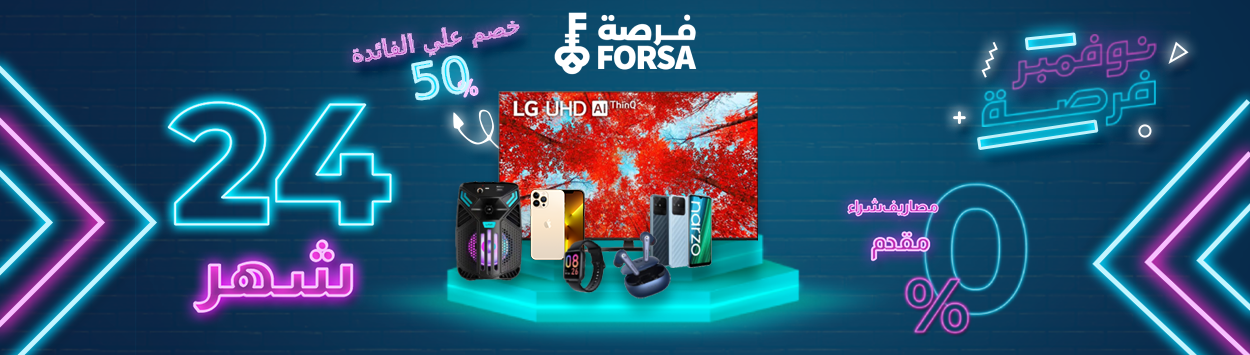 فرصة
FORSA
نوفمبر
فرصة
خصم علي الفائدة
50%
24
شهر
LG UHD AI ThinQ
narzo
08
0%
مصاريف شراء
مقدم